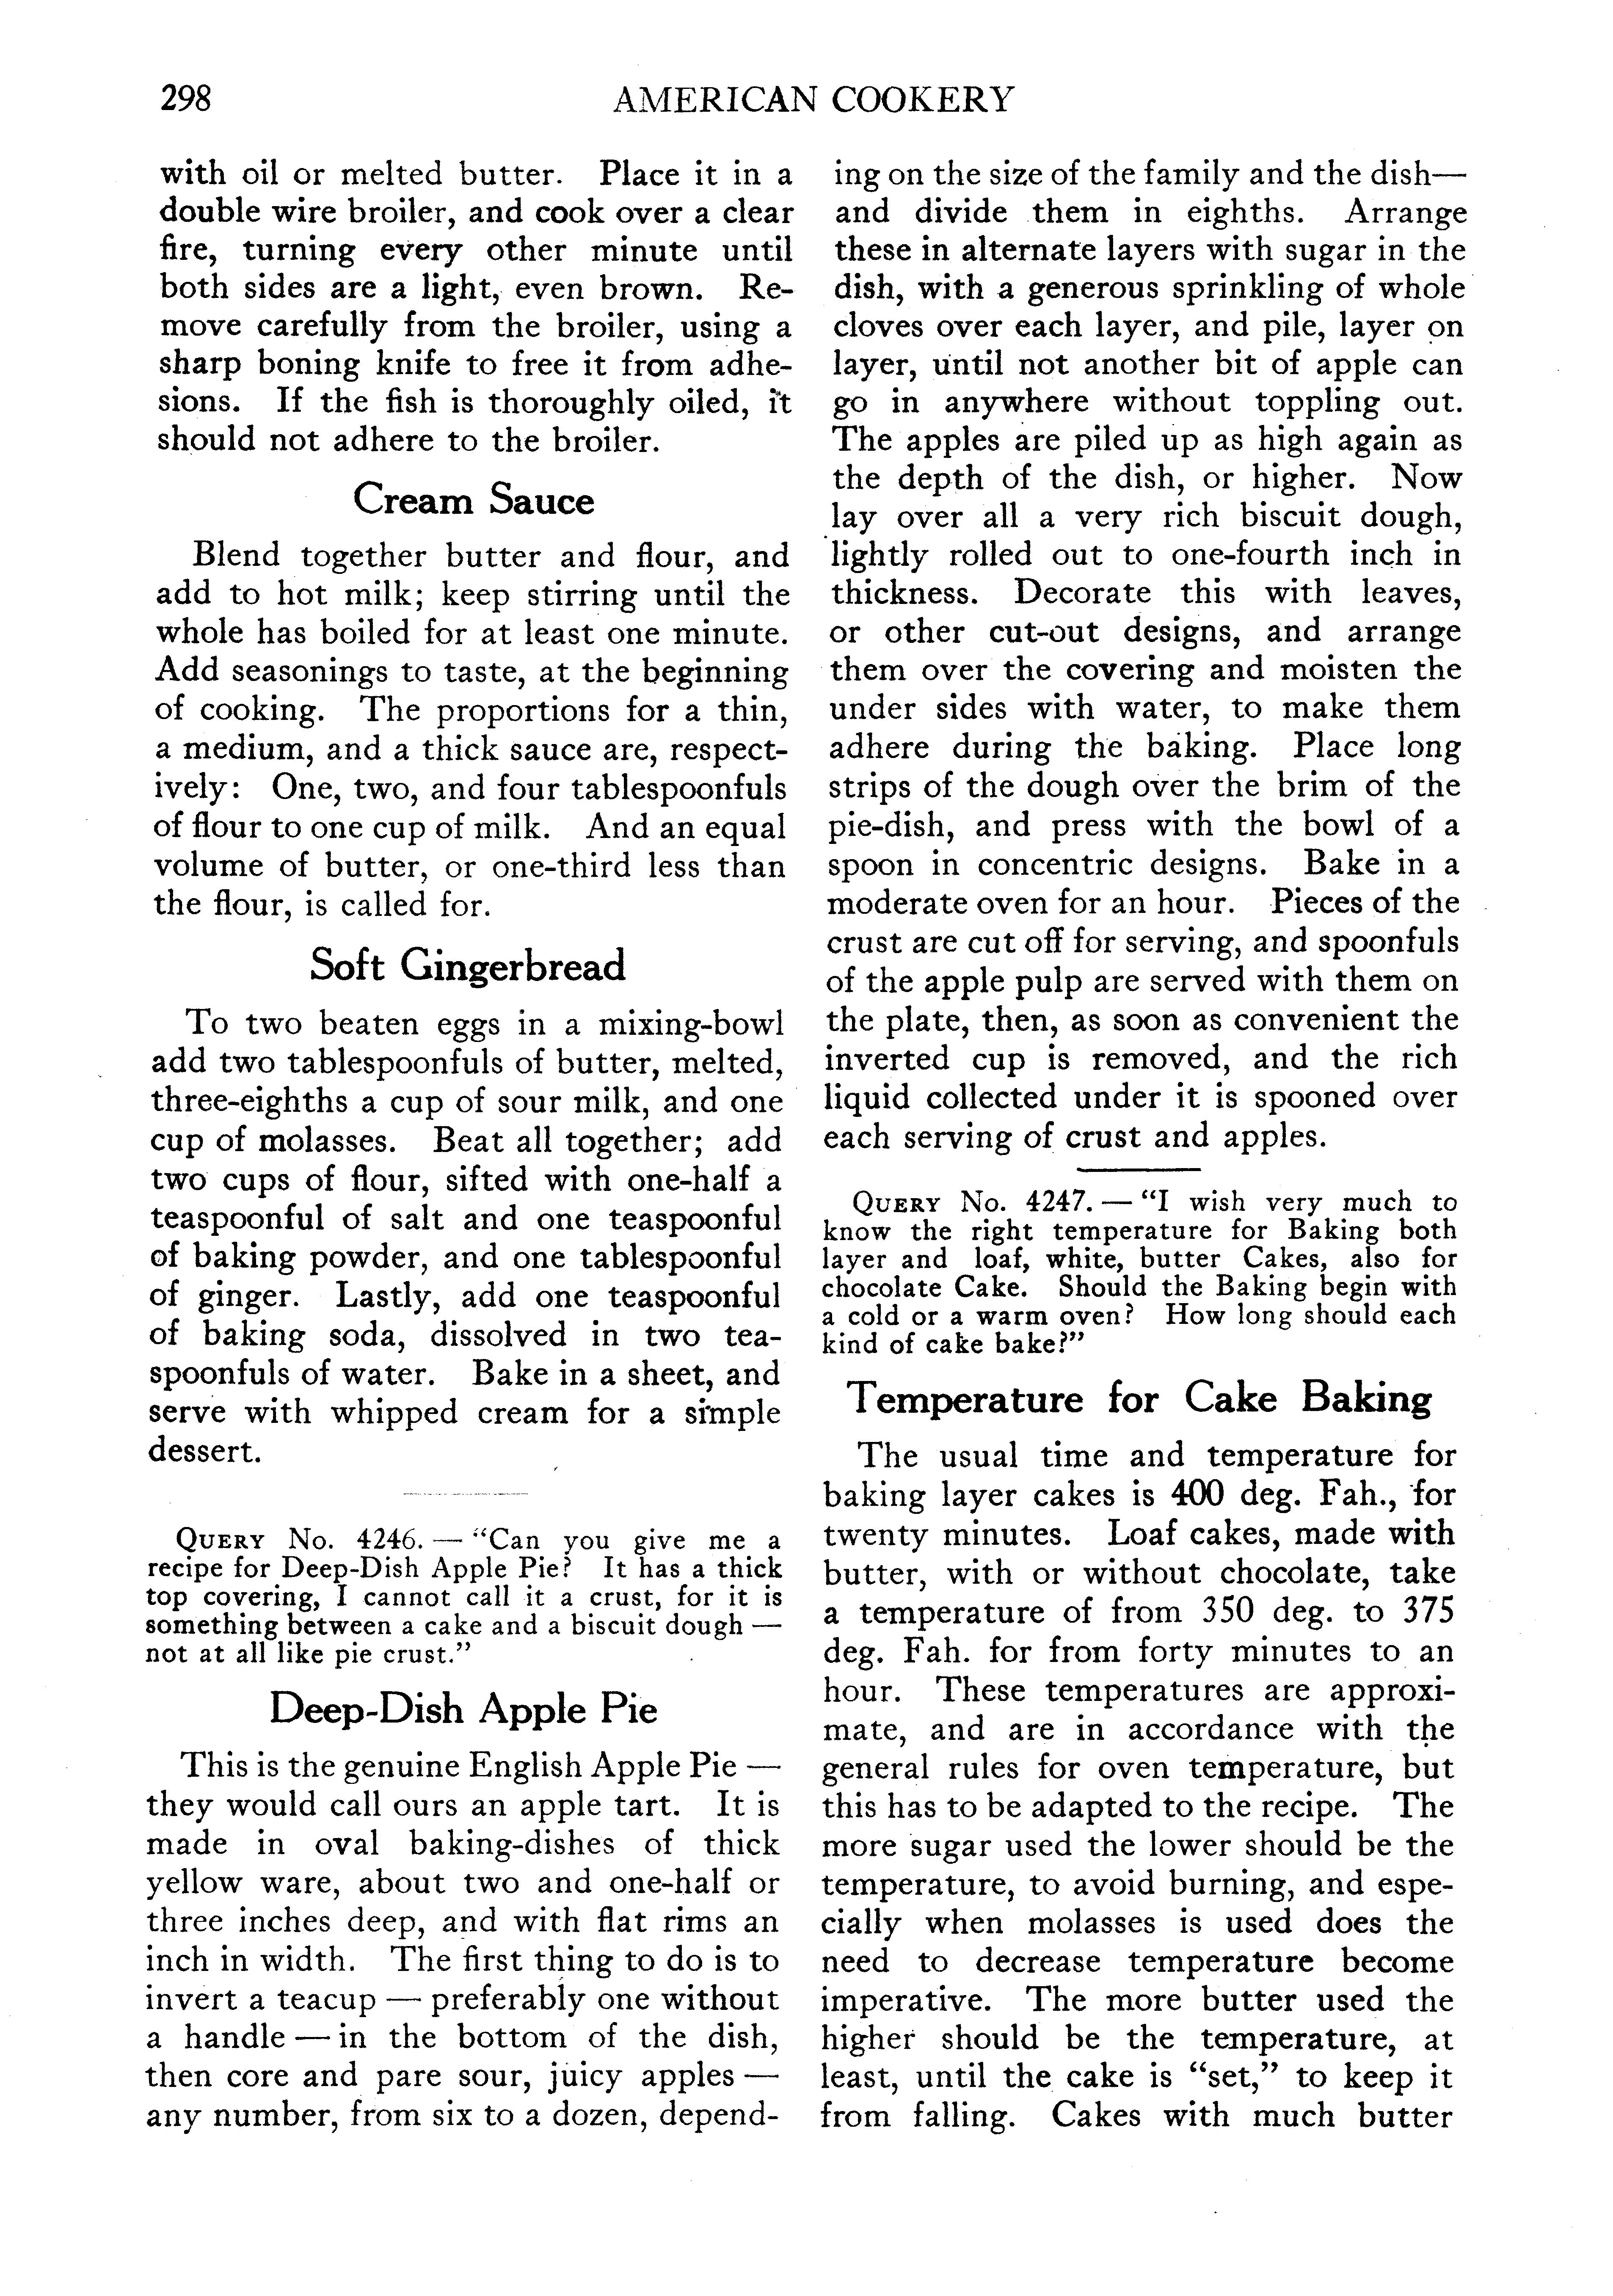 298
AMERICAN COOKERY
with oil or melted butter. Place it in a
double wire broiler, and cook over a clear
fire, turning every other minute until
both sides are a light, even brown. Re-
move carefully from the broiler, using a
sharp boning knife to free it from adhe-
sions. If the fish is thoroughly oiled, it
should not adhere to the broiler.
Cream Sauce
Blend together butter and flour, and
add to hot milk; keep stirring until the
whole has boiled for at least one minute.
Add seasonings to taste, at the beginning
of cooking. The proportions for a thin,
a medium, and a thick sauce are, respect-
ively: One, two, and four tablespoonfuls
of flour to one cup of milk. And an equal
volume of butter, or one-third less than
the flour, is called for.
Soft Gingerbread
To two beaten eggs in a mixing-bowl
add two tablespoonfuls of butter, melted,
three-eighths a cup of sour milk, and one
cup of molasses. Beat all together; add
two cups of flour, sifted with one-half a
teaspoonful of salt and one teaspoonful
of baking powder, and one tablespoonful
of ginger. Lastly, add one teaspoonful
of baking soda, dissolved in two tea-
spoonfuls of water. Bake in a sheet, and
serve with whipped cream for a simple
dessert.
QUERY No. 4246. — "Can you give me a
recipe for Deep-Dish Apple Pie? It has a thick
top covering, I cannot call it a crust, for it is
something between a cake and a biscuit dough —
not at all like pie crust."
Deep-Dish Apple Pie
This is the genuine English Apple Pie —
they would call ours an apple tart. It is
made in oval baking-dishes of thick
yellow ware, about two and one-half or
three inches deep, and with flat rims an
inch in width. The first thing to do is to
invert a teacup — preferably one without
a handle — in the bottom of the dish,
then core and pare sour, juicy apples —
any number, from six to a dozen, depend-
ing on the size of the family and the dish—
and divide them in eighths. Arrange
these in alternate layers with sugar in the
dish, with a generous sprinkling of whole
cloves over each layer, and pile, layer on
layer, until not another bit of apple can
go in anywhere without toppling out.
The apples are piled up as high again as
the depth of the dish, or higher. Now
lay over all a very rich biscuit dough,
lightly rolled out to one-fourth inch in
thickness. Decorate this with leaves,
or other cut-out designs, and arrange
them over the covering and moisten the
under sides with water, to make them
adhere during the baking. Place long
strips of the dough over the brim of the
pie-dish, and press with the bowl of a
spoon in concentric designs. Bake in a
moderate oven for an hour. Pieces of the
crust are cut off for serving, and spoonfuls
of the apple pulp are served with them on
the plate, then, as soon as convenient the
inverted cup is removed, and the rich
liquid collected under it is spooned over
each serving of crust and apples.
QUERY No. 4247. — "I wish very much to
know the right temperature for Baking both
layer and loaf, white, butter Cakes, also for
chocolate Cake. Should the Baking begin with
a cold or a warm oven? How long should each
kind of cake bake?"
Temperature for Cake Baking
The usual time and temperature for
baking layer cakes is 400 deg. Fah., for
twenty minutes. Loaf cakes, made with
butter, with or without chocolate, take
a temperature of from 350 deg. to 375
deg. Fah. for from forty minutes to an
hour. These temperatures are approxi-
mate, and are in accordance with the
general rules for oven temperature, but
this has to be adapted to the recipe. The
more sugar used the lower should be the
temperature, to avoid burning, and espe-
cially when molasses is used does the
need to decrease temperature become
imperative. The more butter used the
higher should be the temperature, at
least, until the cake is "set," to keep it
from falling. Cakes with much butter